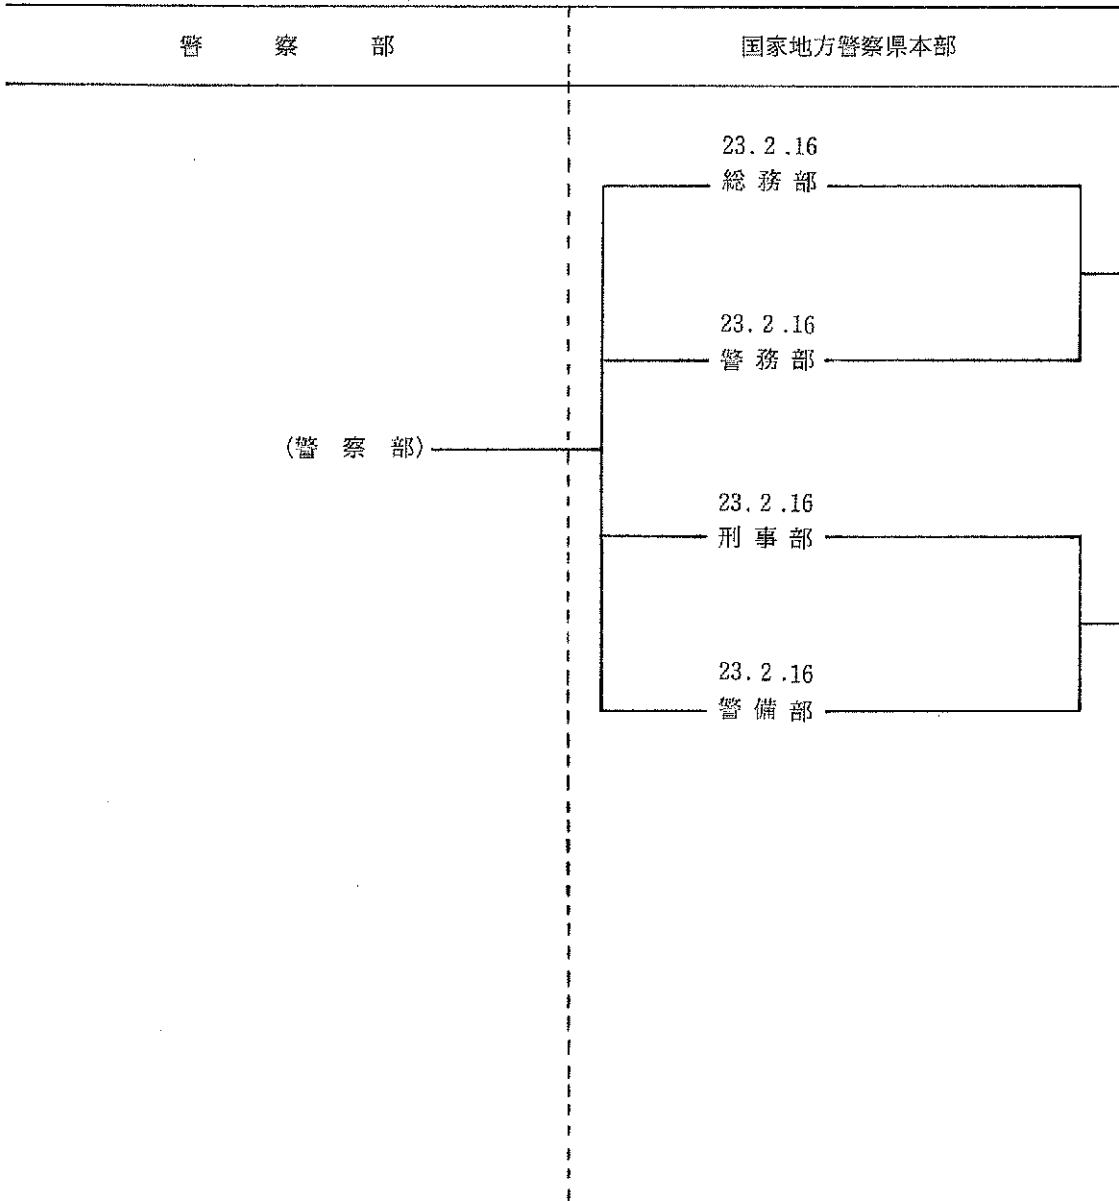 警察部
国家地方警察県本部
23.2.16
総務部
23.2.16
警務部
(警察部)
23.2.16
刑事部
23.2.16
警備部